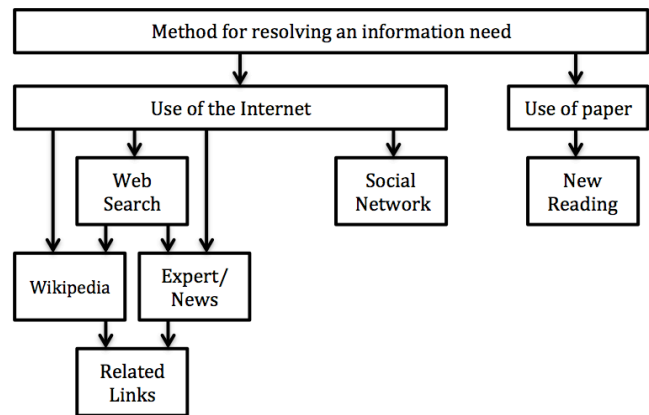 Method for resolving an information need
Use of the Internet
Use of paper
Web
Search
Social
Network
New
Reading
Wikipedia
Expert/
News
Related
Links